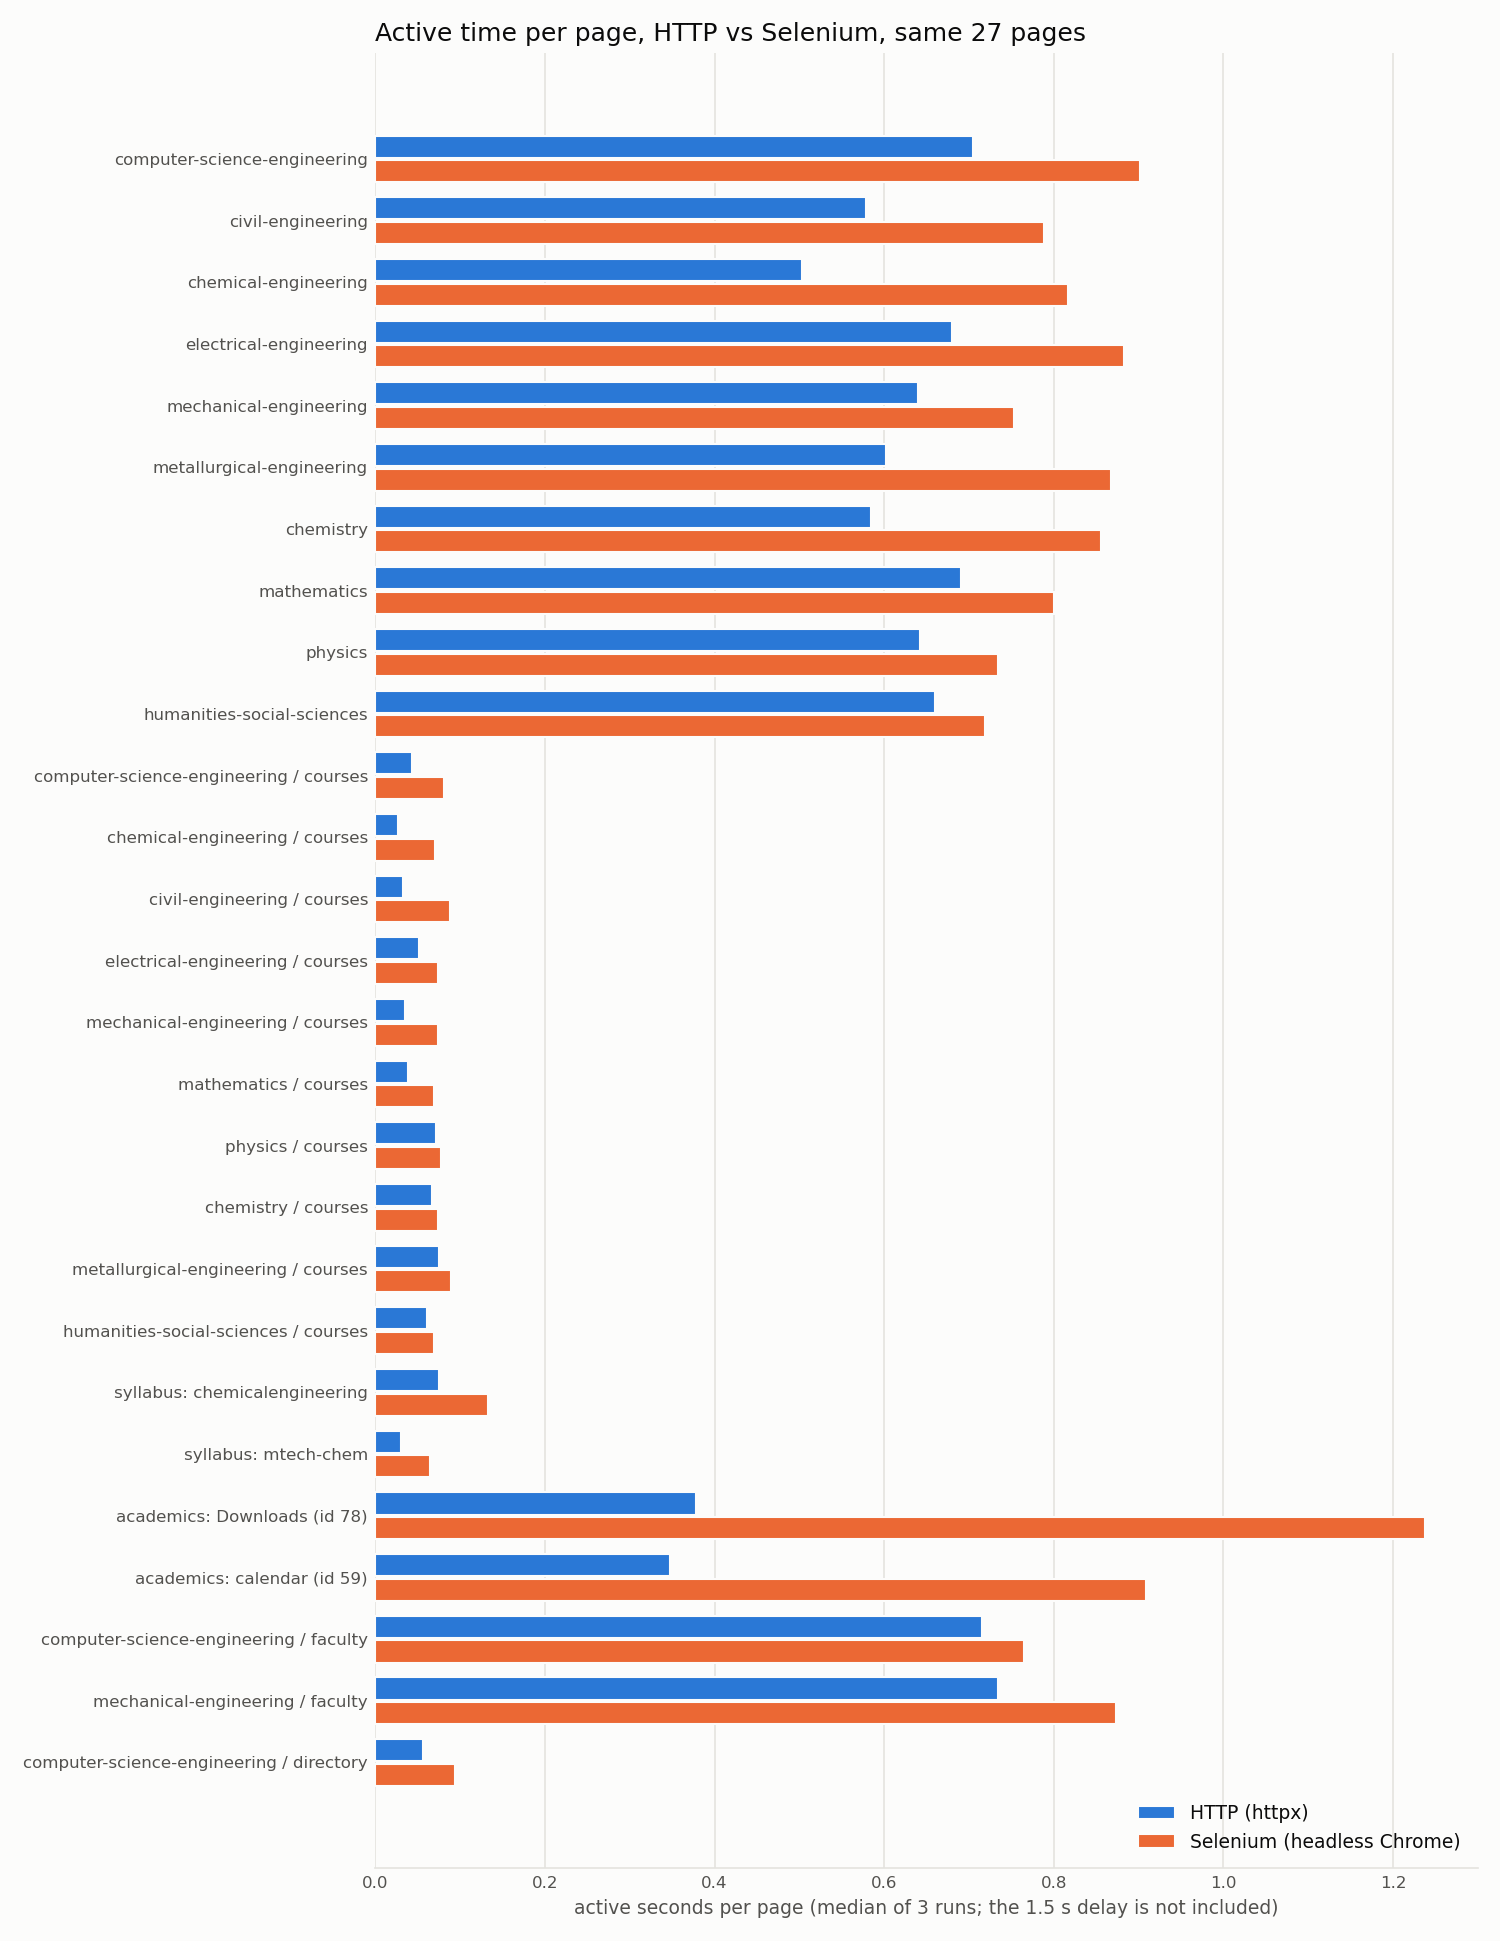 Active time per page, HTTP vs Selenium, same 27 pages
computer-science-engineering
civil-engineering
chemical-engineering
electrical-engineering
mechanical-engineering
metallurgical-engineering
chemistry
mathematics
physics
humanities-social-sciences
computer-science-engineering / courses
chemical-engineering / courses
civil-engineering / courses
electrical-engineering / courses
mechanical-engineering / courses
mathematics / courses
physics / courses
chemistry / courses
metallurgical-engineering / courses
humanities-social-sciences / courses
syllabus: chemicalengineering
syllabus: mtech-chem
academics: Downloads (id 78)
academics: calendar (id 59)
computer-science-engineering / faculty
mechanical-engineering / faculty
computer-science-engineering / directory
HTTP (httpx)
Selenium (headless Chrome)
0.0 0.2 0.4 0.6 0.8 1.0 1.2
active seconds per page (median of 3 runs; the 1.5 s delay is not included)